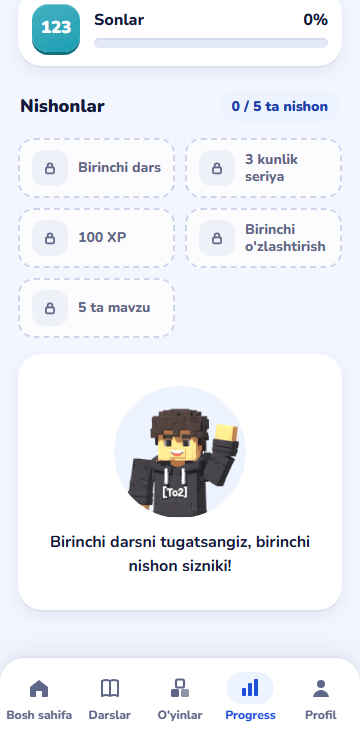 123
Sonlar
0%
Nishonlar
0 / 5 ta nishon
Birinchi dars
3 kunlik
seriya
100 XP
Birinchi
o'zlashtirish
5 ta mavzu
[To2]
Birinchi darsni tugatsangiz, birinchi
nishon sizniki!
Bosh sahifa
Darslar
O'yinlar
Progress
Profil